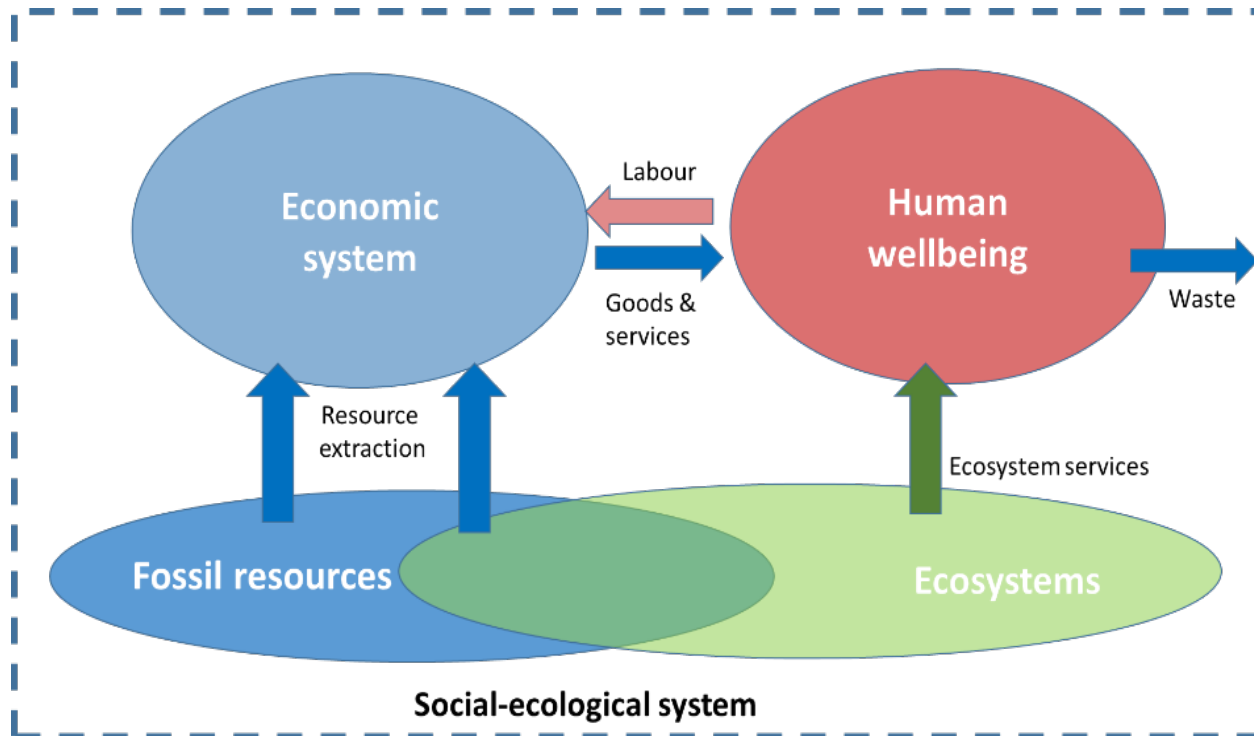 Labour
Economic
system
Human
wellbeing
Goods &
services
Waste
Resource
extraction
Ecosystem services
Fossil resources
Ecosystems
Social-ecological system